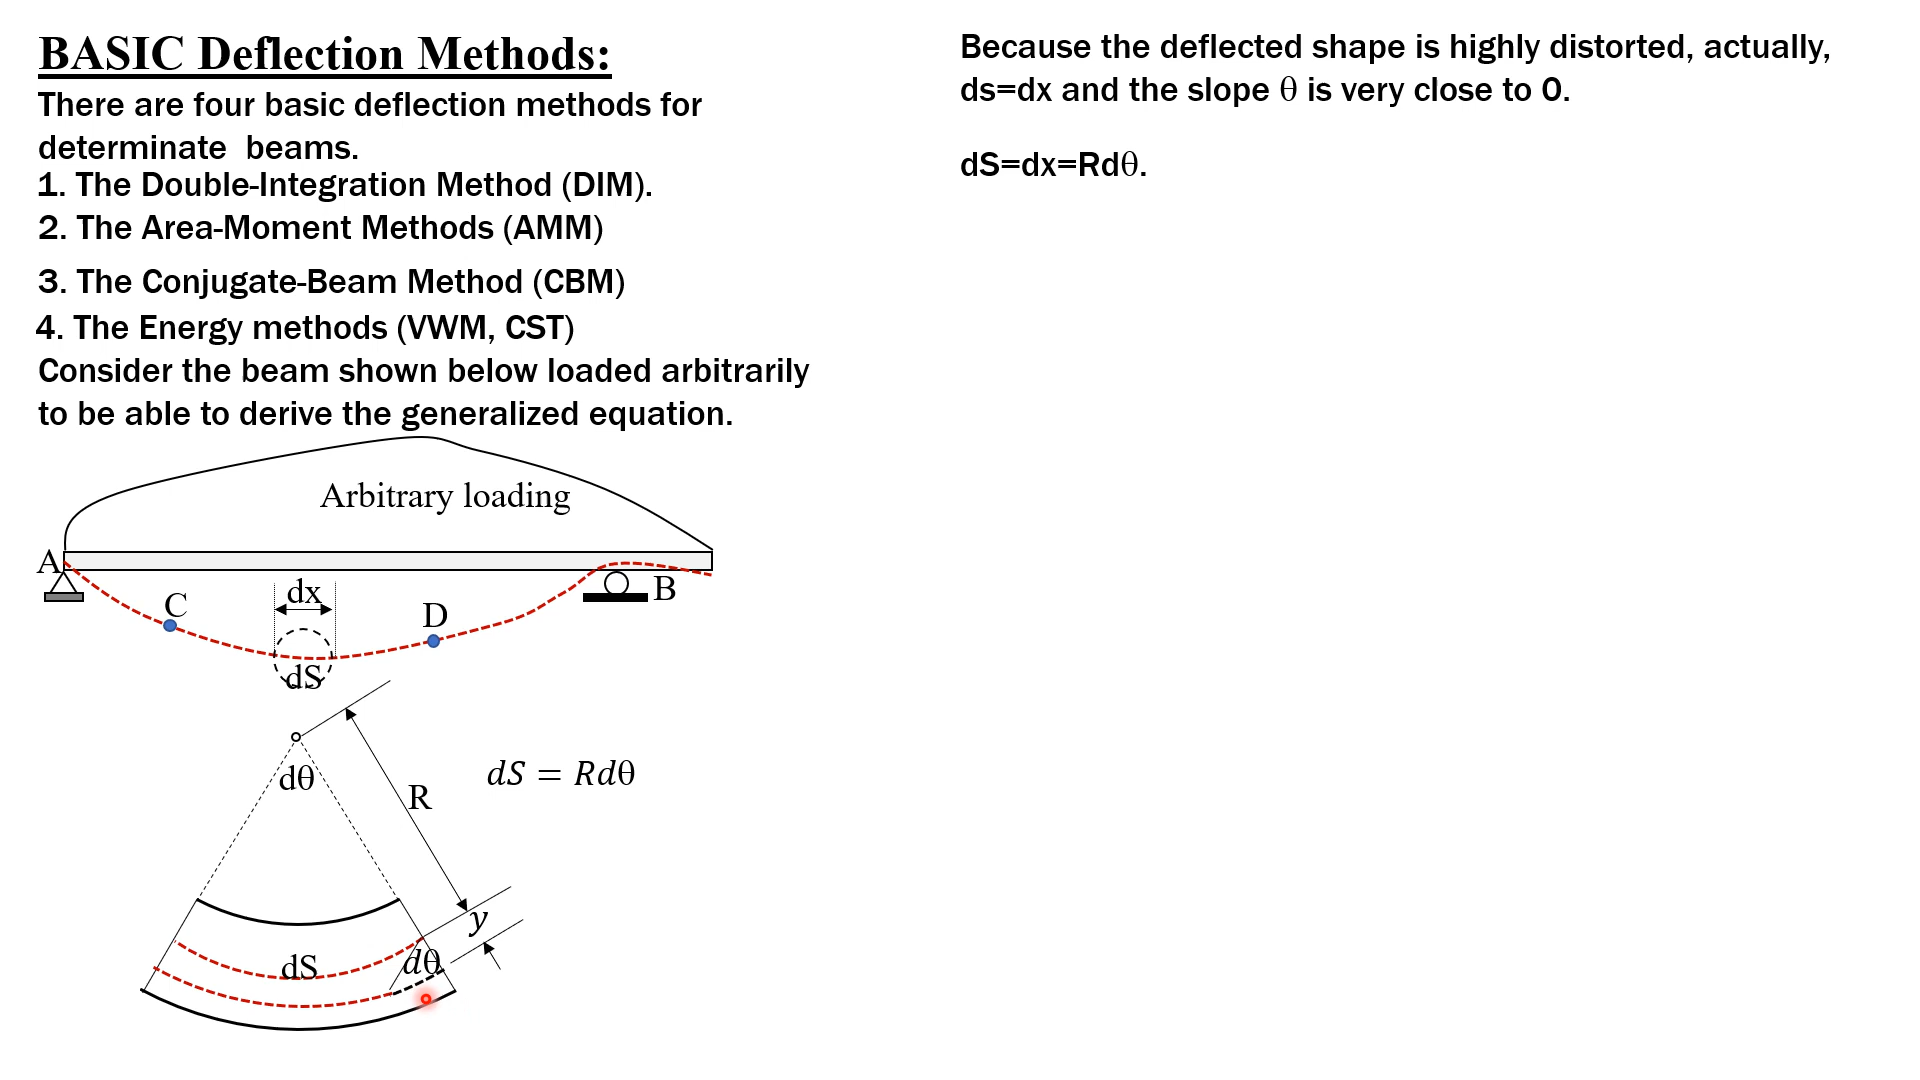 BASIC Deflection Methods:
There are four basic deflection methods for
determinate  beams.
1. The Double-Integration Method (DIM).
2. The Area-Moment Methods (AMM)
3. The Conjugate-Beam Method (CBM)
4. The Energy methods (VWM, CST)
Consider the beam shown below loaded arbitrarily
to be able to derive the generalized equation.
Arbitrary loading
A
B
C
dx
D
dS
dθ
R
dS = Rdθ
y
dS
dθ
Because the deflected shape is highly distorted, actually,
ds=dx and the slope θ is very close to 0.
dS=dx=Rdθ.